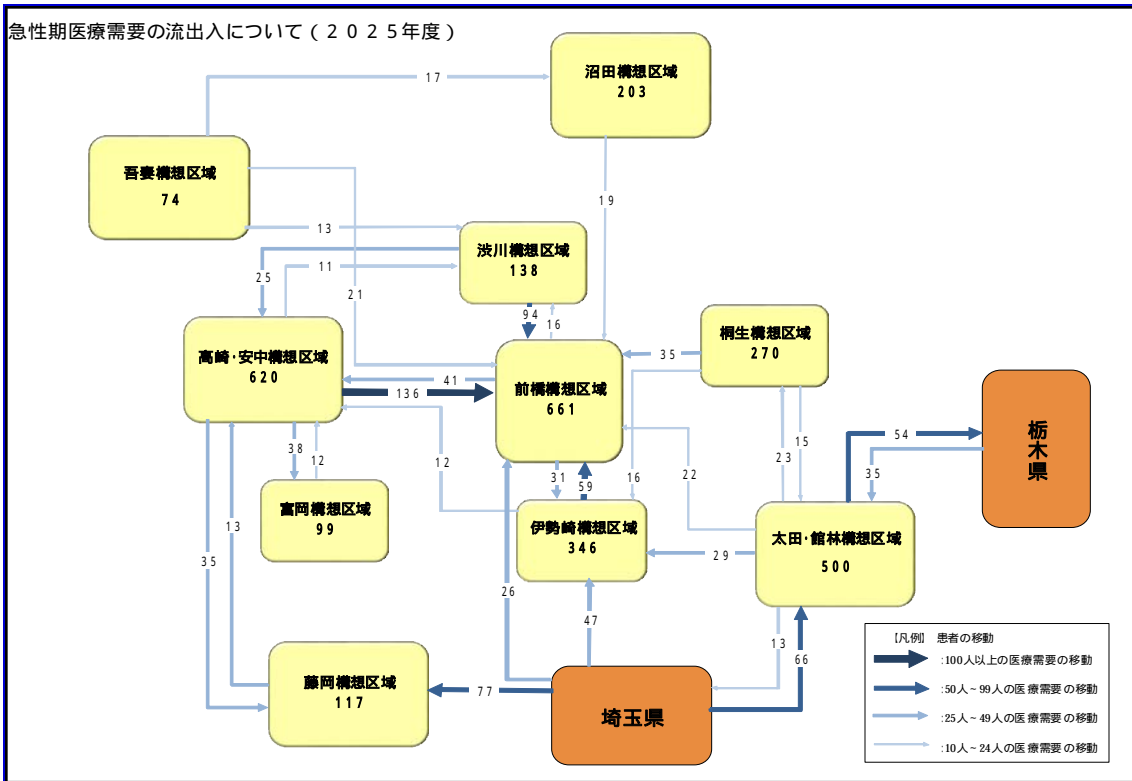 急性期医療需要の流出入について(2025年度)
沼田構想区域
203
17
吾妻構想区域
74
19
13
渋川構想区域
138
25
11
21
94
16
桐生構想区域
270
高崎・安中構想区域
620
35
41
前橋構想区域
661
136
栃木県
54
15
38
12
12
23
35
31
59
16
22
富岡構想区域
99
伊勢崎構想区域
346
太田・館林構想区域
500
13
35
29
26
47
13
66
藤岡構想区域
117
77
埼玉県
【凡例】 患者の移動
:100人以上の医療需要の移動
:50人~99人の医療需要の移動
:25人~49人の医療需要の移動
:10人~24人の医療需要の移動